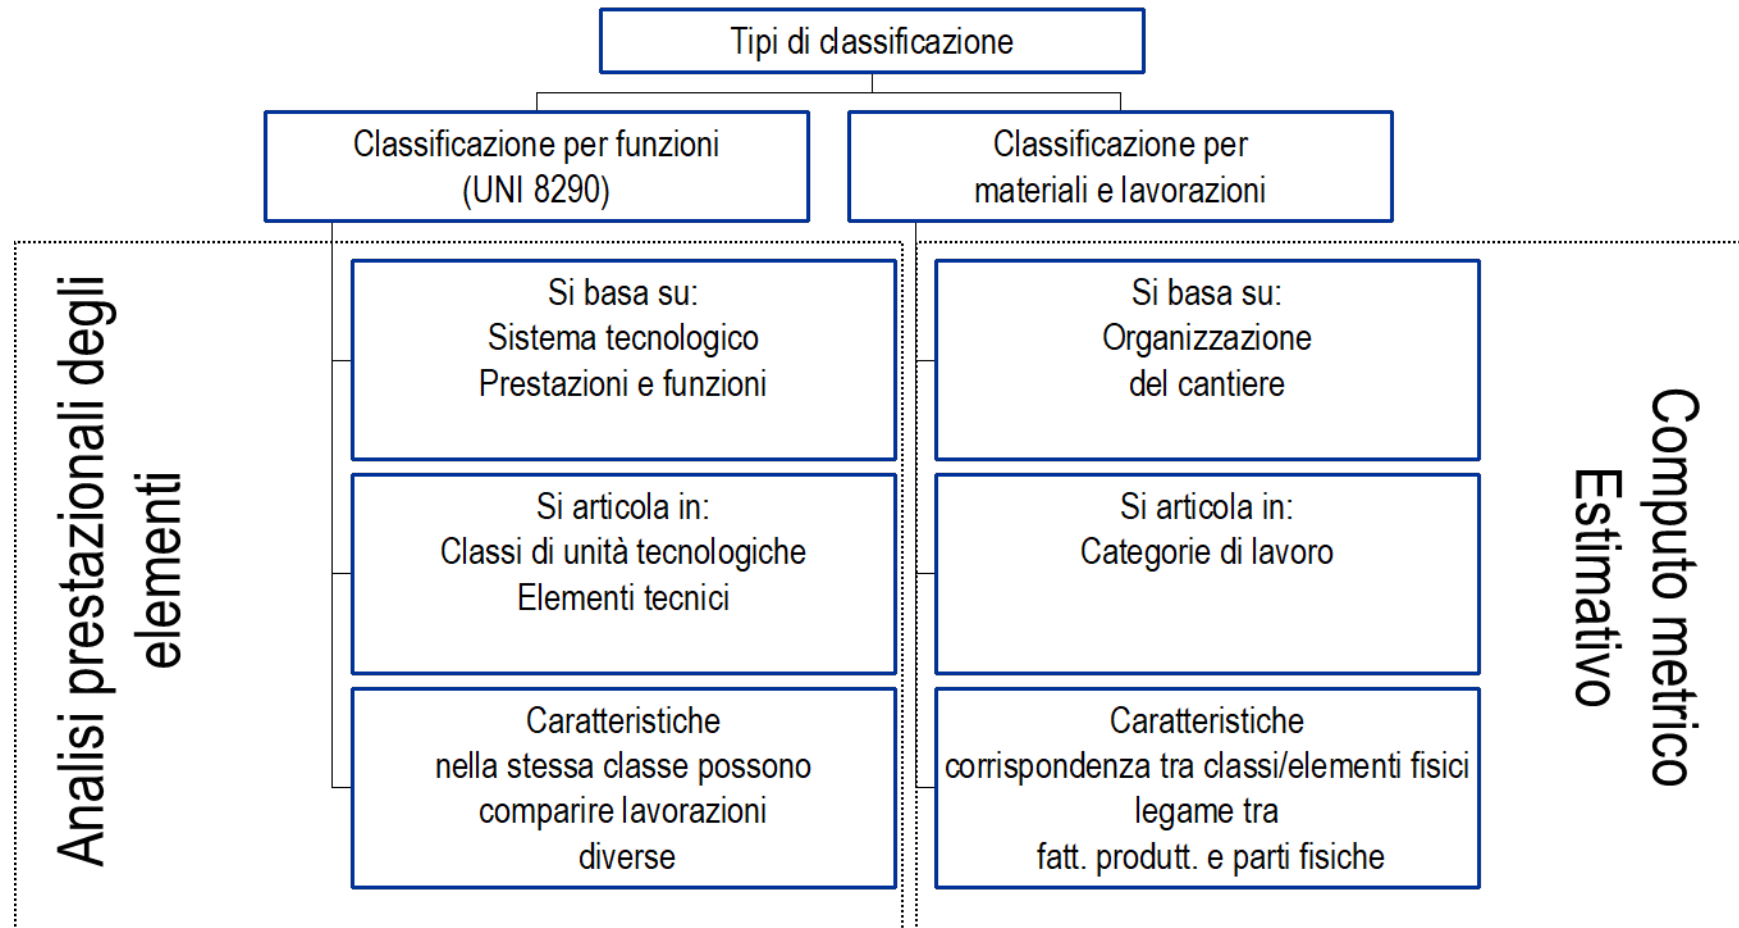 Tipi di classificazione
Classificazione per funzioni
(UNI 8290)
Classificazione per
materiali e lavorazioni
Analisi prestazionali degli
elementi
Si basa su:
Sistema tecnologico
Prestazioni e funzioni
Si articola in:
Classi di unità tecnologiche
Elementi tecnici
Caratteristiche
nella stessa classe possono
comparire lavorazioni
diverse
Si basa su:
Organizzazione
del cantiere
Si articola in:
Categorie di lavoro
Caratteristiche
corrispondenza tra classi/elementi fisici
legame tra
fatt. produtt. e parti fisiche
Computo metrico
Estimativo